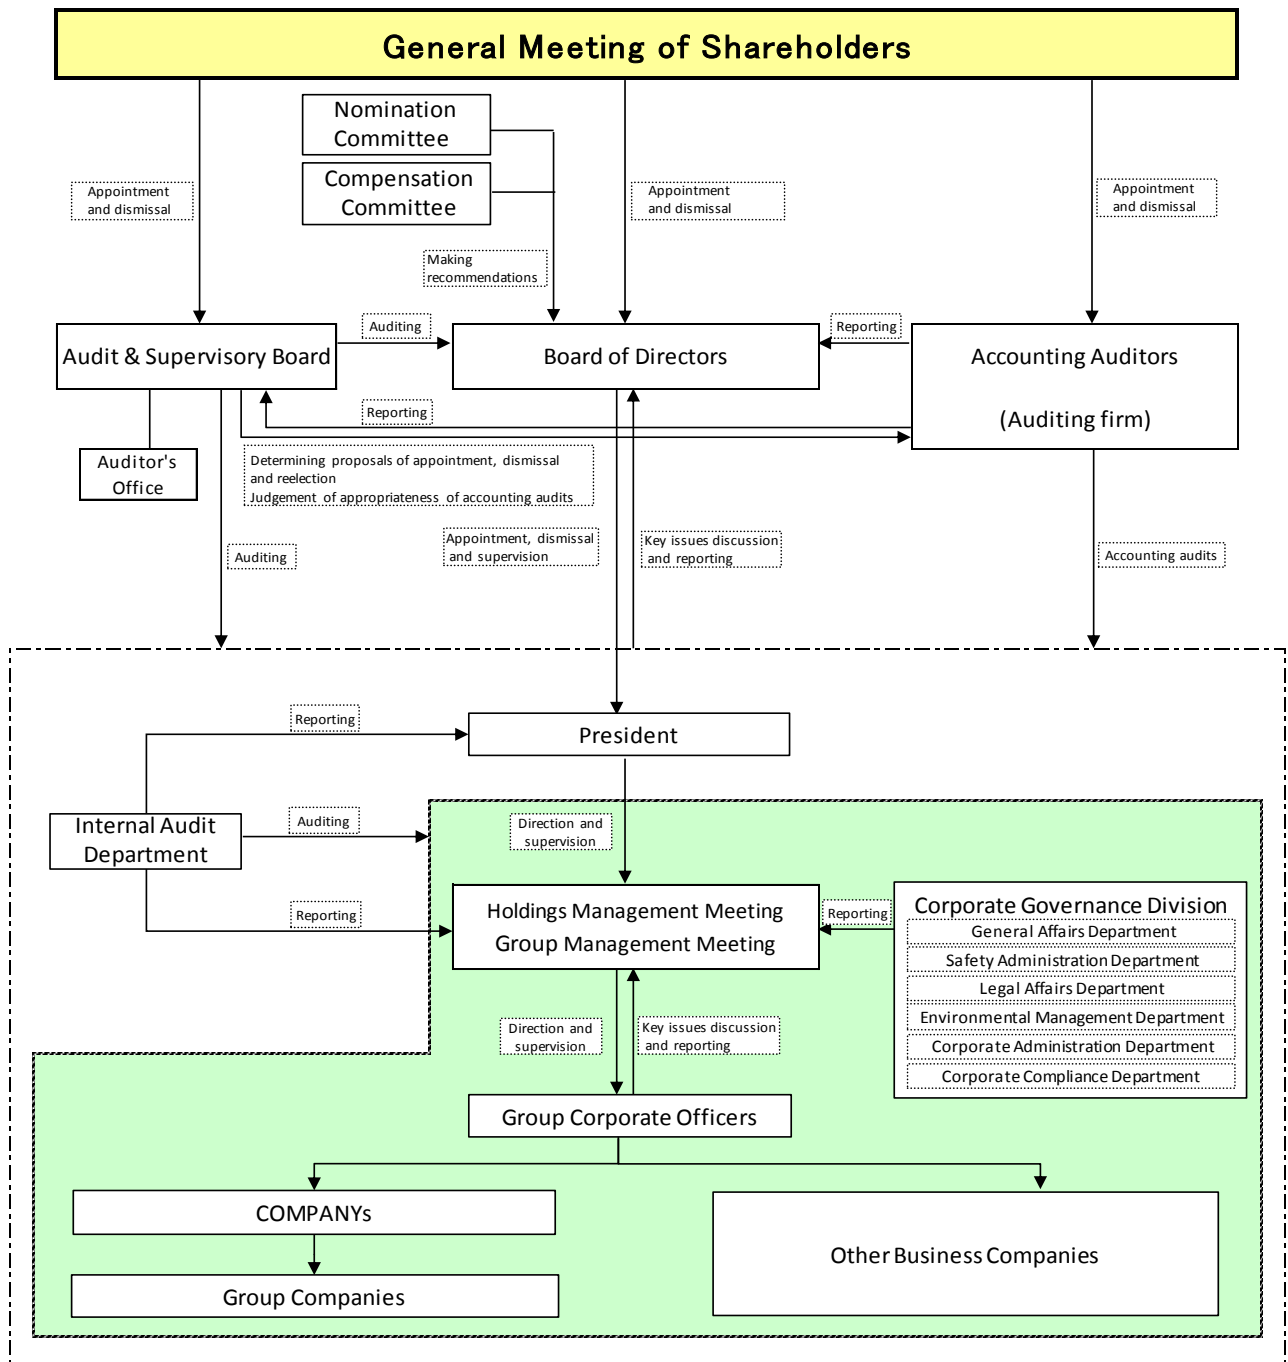 General Meeting of Shareholders
Nomination
Committee
Compensation
Committee
Appointment
and dismissal
Appointment
and dismissal
Appointment
and dismissal
Making
recommendations
Audit & Supervisory Board
Auditing
Board of Directors
Reporting
Accounting Auditors
(Auditing firm)
Reporting
Auditor's
Office
Determining proposals of appointment, dismissal
and reelection
Judgement of appropriateness of accounting audits
Auditing
Appointment, dismissal
and supervision
Key issues discussion
and reporting
Accounting audits
Reporting
President
Internal Audit
Department
Auditing
Direction and
supervision
Reporting
Holdings Management Meeting
Group Management Meeting
Reporting
Corporate Governance Division
General Affairs Department
Safety Administration Department
Legal Affairs Department
Environmental Management Department
Corporate Administration Department
Corporate Compliance Department
Direction and
supervision
Key issues discussion
and reporting
Group Corporate Officers
COMPANYs
Other Business Companies
Group Companies